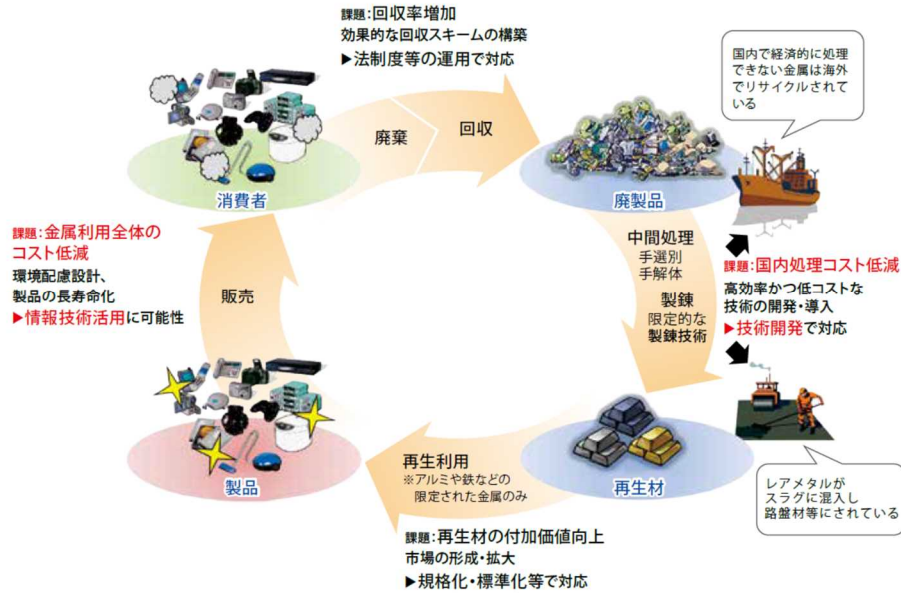 課題:回収率増加
効果的な回収スキームの構築
▶法制度等の運用で対応
国内で経済的に処理
できない金属は海外
でリサイクルされて
いる
廃棄
回収
消費者
廃製品
課題:金属利用全体の
コスト低減
環境配慮設計、
製品の長寿命化
▶情報技術活用に可能性
販売
中間処理
手選別
手解体
製錬
限定的な
製錬技術
課題:国内処理コスト低減
高効率かつ低コストな
技術の開発・導入
▶技術開発で対応
製品
再生利用
※アルミや鉄などの
限定された金属のみ
再生材
レアメタルが
スラグに混入し
路盤材等にされている
課題:再生材の付加価値向上
市場の形成・拡大
▶規格化・標準化等で対応